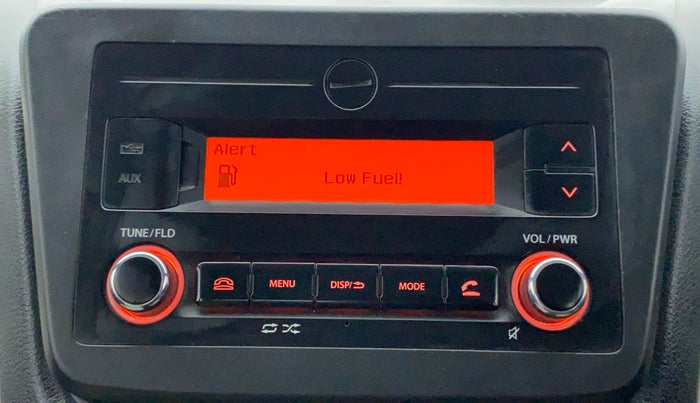 Alert
Low Fuel!
AUX
TUNE/FLD
VOL/PWR
MENU
DISP/
MODE